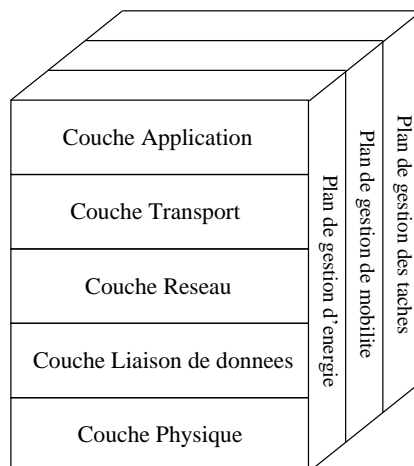 Couche Application
Couche Transport
Couche Reseau
Couche Liaison de donnees
Couche Physique
Plan de gestion d'energie
Plan de gestion de mobilite
Plan de gestion des taches